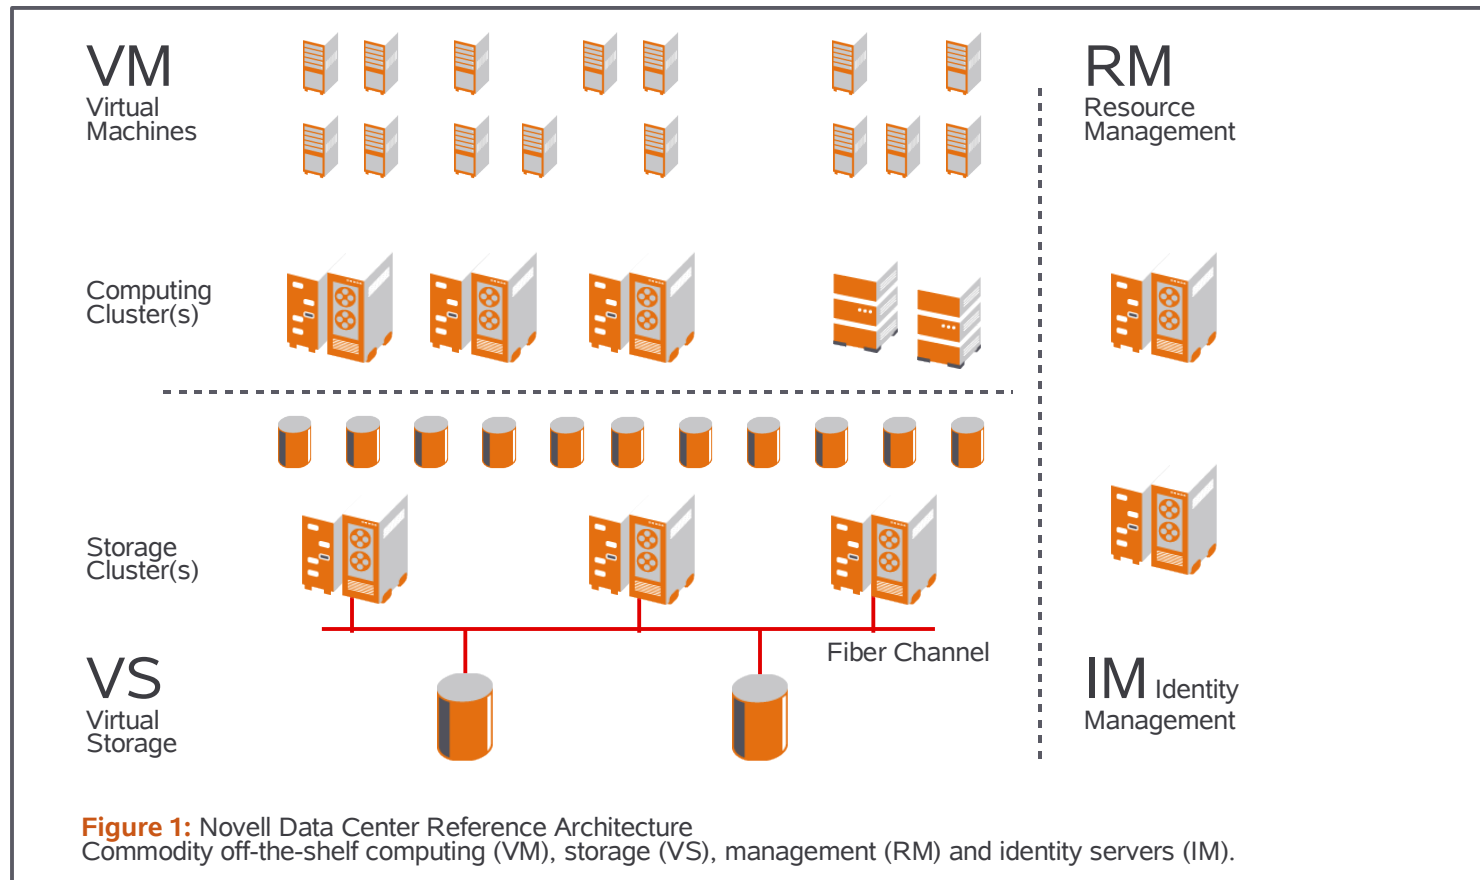 VM
Virtual
Machines
RM
Resource
Management
Computing
Cluster(s)
Storage
Cluster(s)
Fiber Channel
VS
Virtual
Storage
IM Identity
Management
Figure 1: Novell Data Center Reference Architecture
Commodity off-the-shelf computing (VM), storage (VS), management (RM) and identity servers (IM).